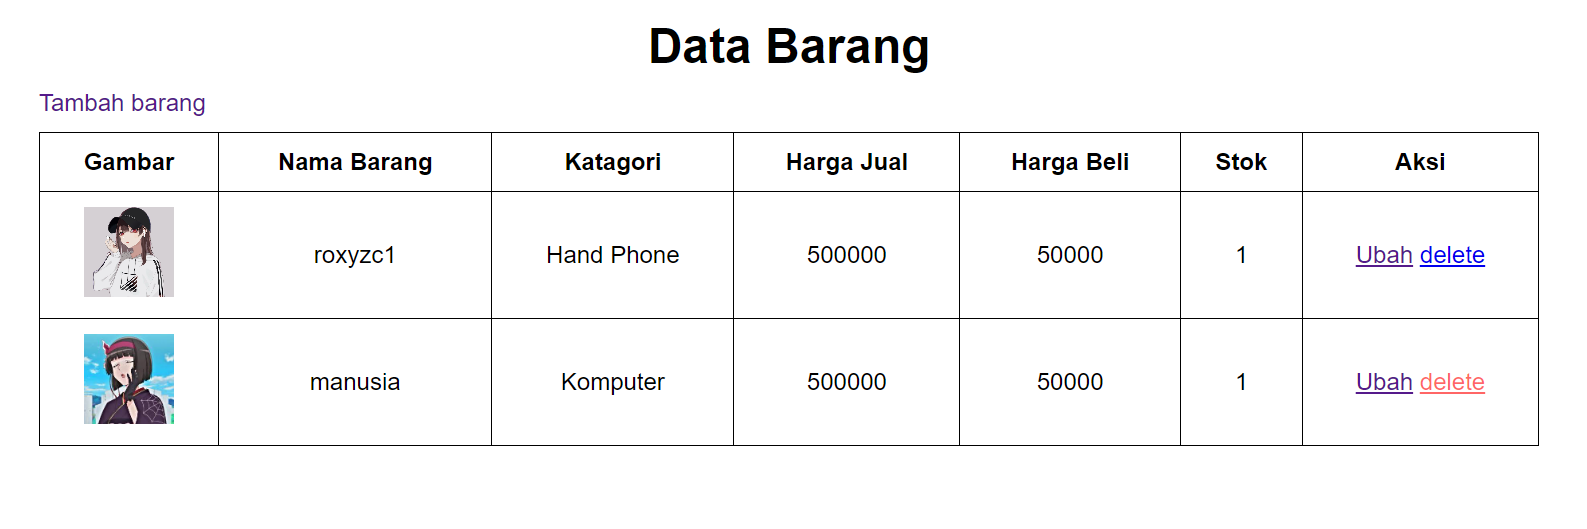 Data Barang
Tambah barang
Gambar Nama Barang Katagori Harga Jual Harga Beli Stok Aksi
roxyzc1 Hand Phone 500000 50000 1 Ubah delete
manusia Komputer 500000 50000 1 Ubah delete